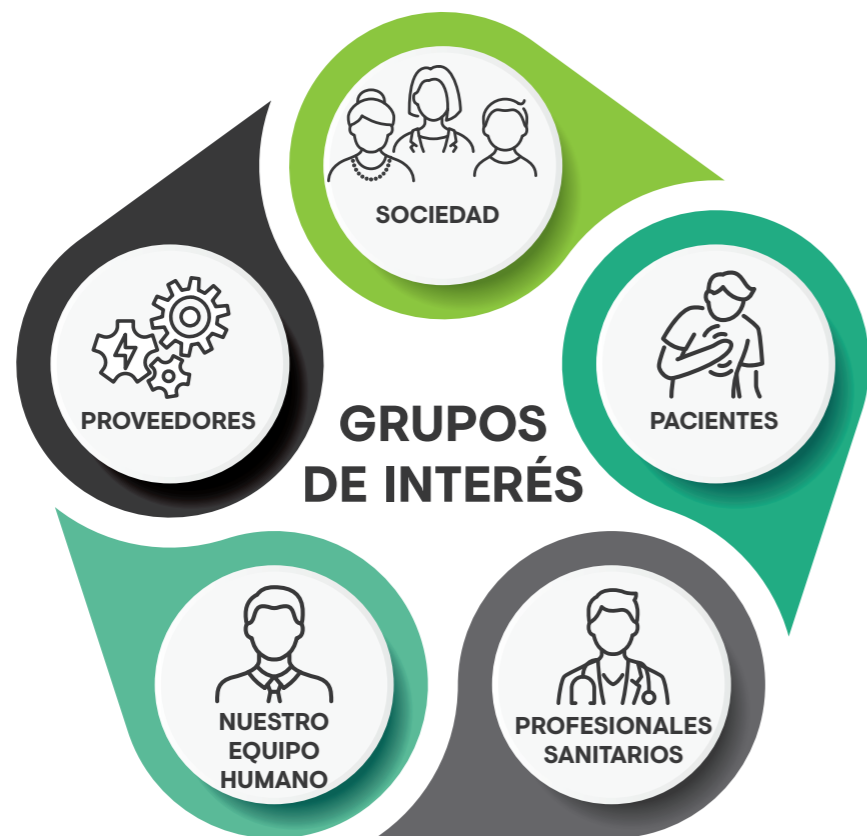 SOCIEDAD
PROVEEDORES
PACIENTES
GRUPOS
DE INTERÉS
NUESTRO
EQUIPO
HUMANO
PROFESIONALES
SANITARIOS